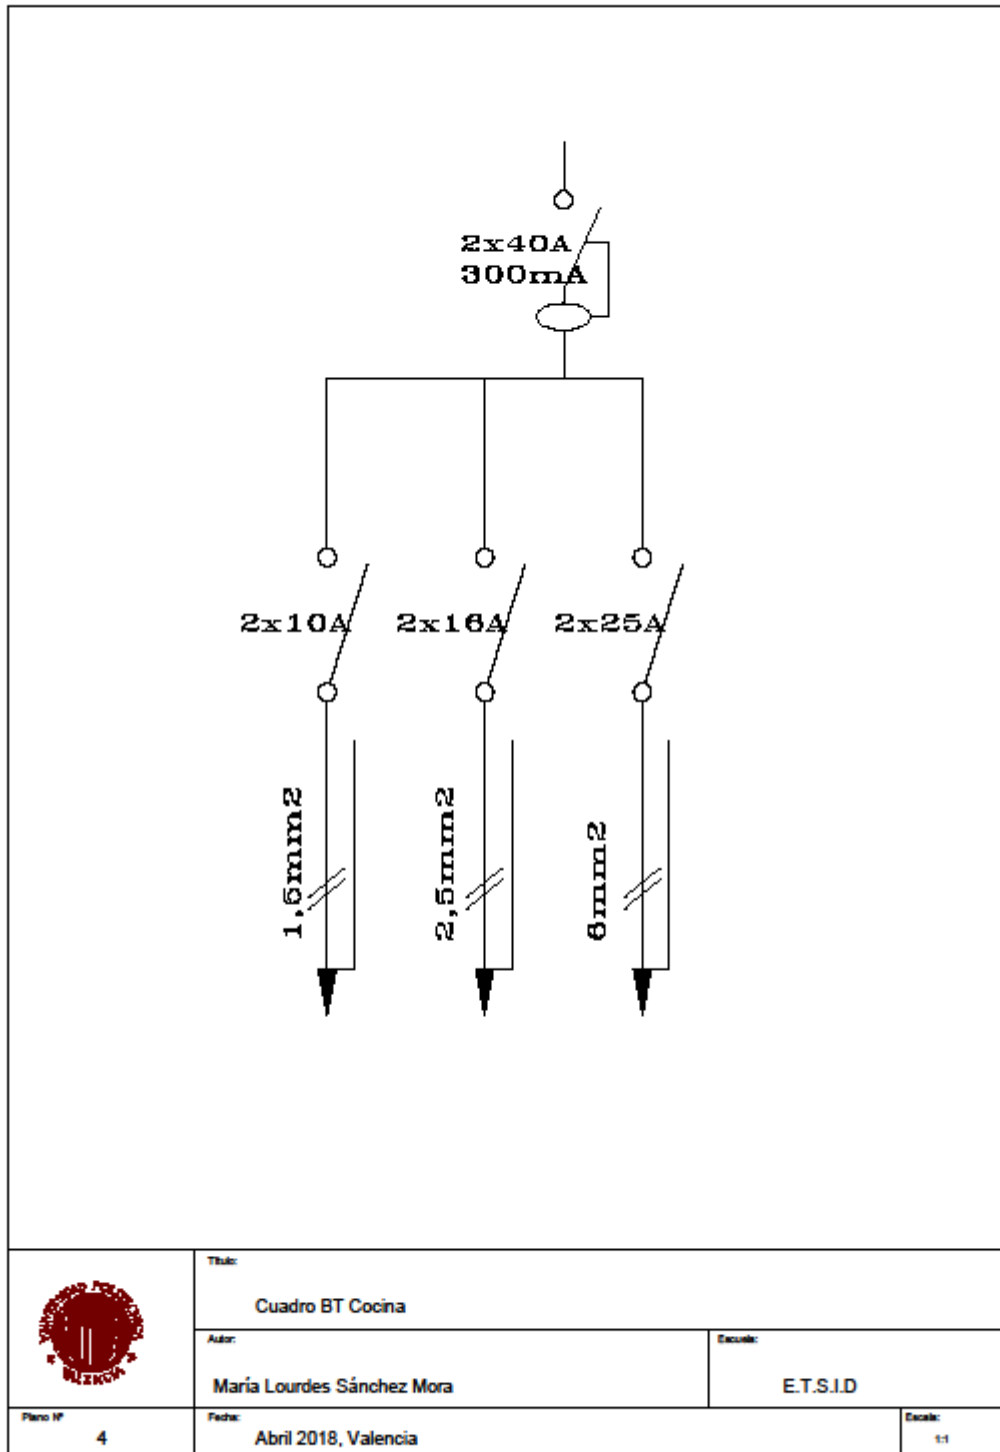 2x40A
300mA
2x10A
2x16A
2x25A
1,5mm2
2,5mm2
6mm2
Título:
Cuadro BT Cocina
Autor:
María Lourdes Sánchez Mora
Escuela:
E.T.S.I.D
Plano Nº
4
Fecha:
Abril 2018, Valencia
Escala:
1:1